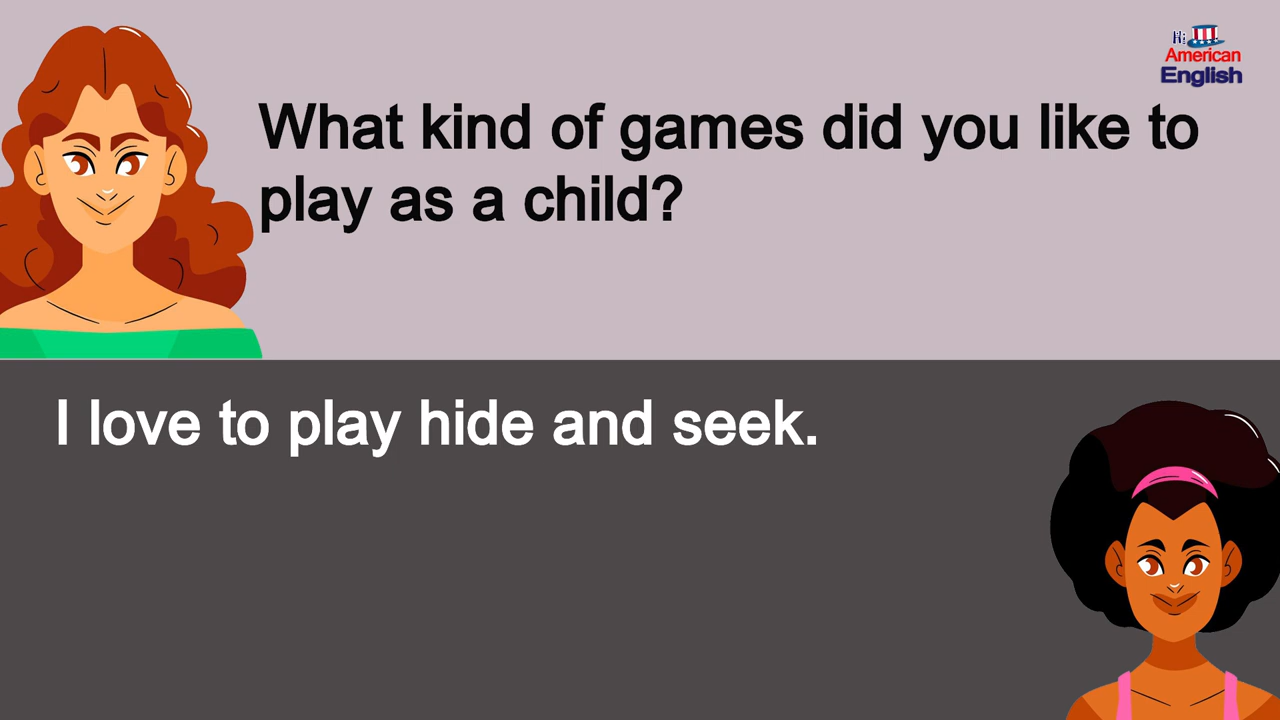 Hi
American
English
What kind of games did you like to
play as a child?
I love to play hide and seek.